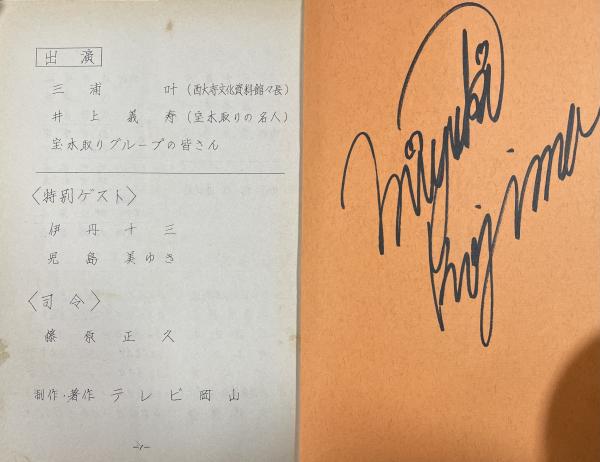 出演
三浦 叶(西大寺文化資料館々長)
井上義寿(宝木取りの名人)
宝木取りグループの皆さん
〈特別ゲスト〉
伊丹十三
児島美ゆき
〈司令〉
藤原正久
制作・著作 テレビ岡山
-1-
Miyuki
Kojima